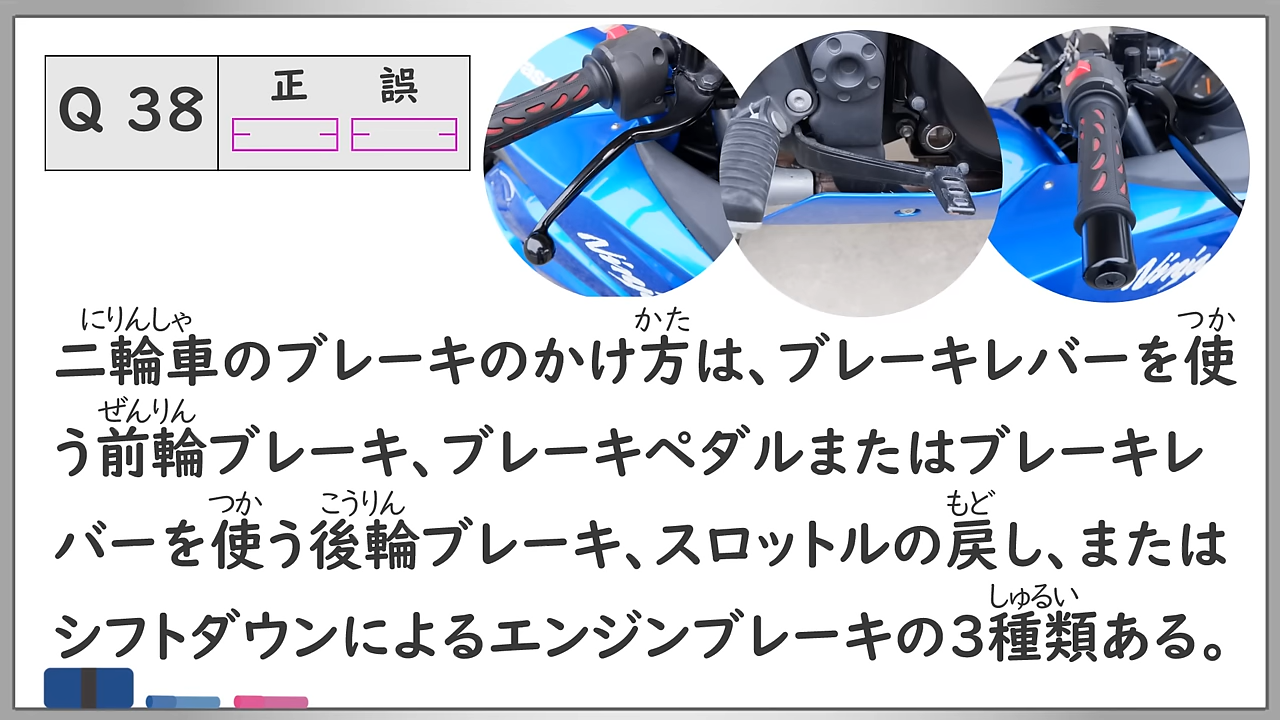 Q 38
正 誤
Ninja
Ninja
にりんしゃ かた つか
二輪車のブレーキのかけ方は、ブレーキレバーを使
ぜんりん
う前輪ブレーキ、ブレーキペダルまたはブレーキレ
つか こうりん もど
バーを使う後輪ブレーキ、スロットルの戻し、または
しゅるい
シフトダウンによるエンジンブレーキの3種類ある。